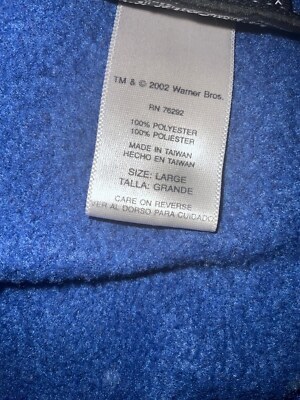 TM & © 2002 Warner Bros.
RN 76292
100% POLYESTER
100% POLIESTER
MADE IN TAIWAN
HECHO EN TAIWAN
SIZE: LARGE
TALLA: GRANDE
CARE ON REVERSE
VER AL DORSO PARA CUIDADO